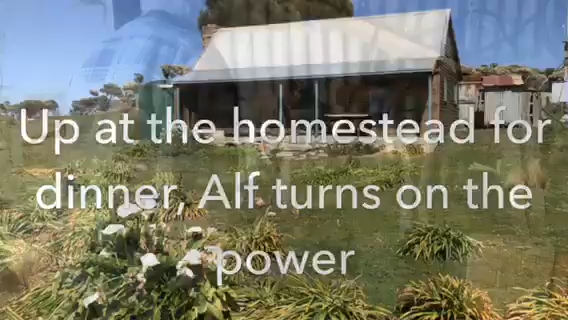 Up at the homestead for
dinner  Alf turns on the
power